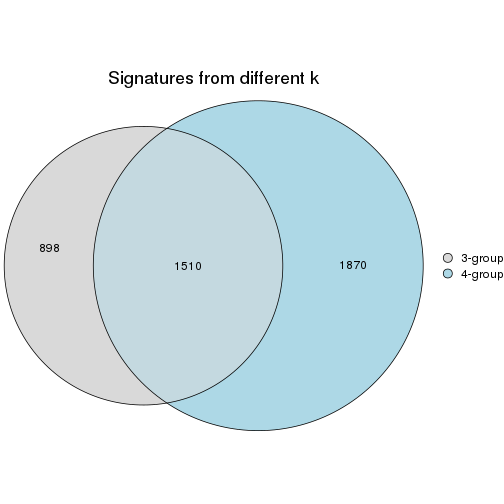 Signatures from different k
898
1510
1870
3-group
4-group